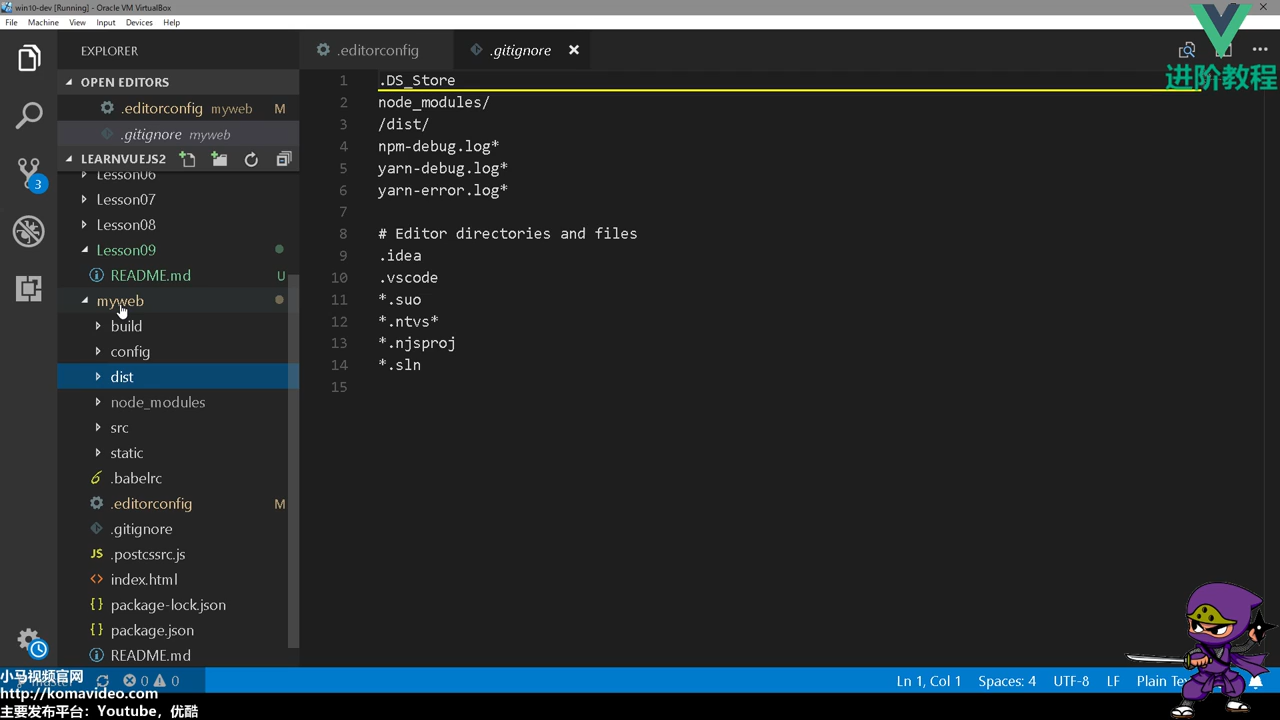 win10-dev [Running] - Oracle VM VirtualBox
File Machine View Input Devices Help
EXPLORER
.editorconfig
.gitignore
进阶教程
OPEN EDITORS
.editorconfig myweb M
.gitignore myweb
LEARNVUEJS2
Lesson06
Lesson07
Lesson08
Lesson09
README.md U
myweb
build
config
dist
node_modules
src
static
.babelrc
.editorconfig M
.gitignore
JS .postcssrc.js
index.html
{} package-lock.json
{} package.json
README.md
3
1 .DS_Store
2 node_modules/
3 /dist/
4 npm-debug.log*
5 yarn-debug.log*
6 yarn-error.log*
7
8 # Editor directories and files
9 .idea
10 .vscode
11 *.suo
12 *.ntvs*
13 *.njsproj
14 *.sln
15
0 0
Ln 1, Col 1 Spaces: 4 UTF-8 LF Plain
小马视频官网
http://komavideo.com
主要发布平台：Youtube，优酷